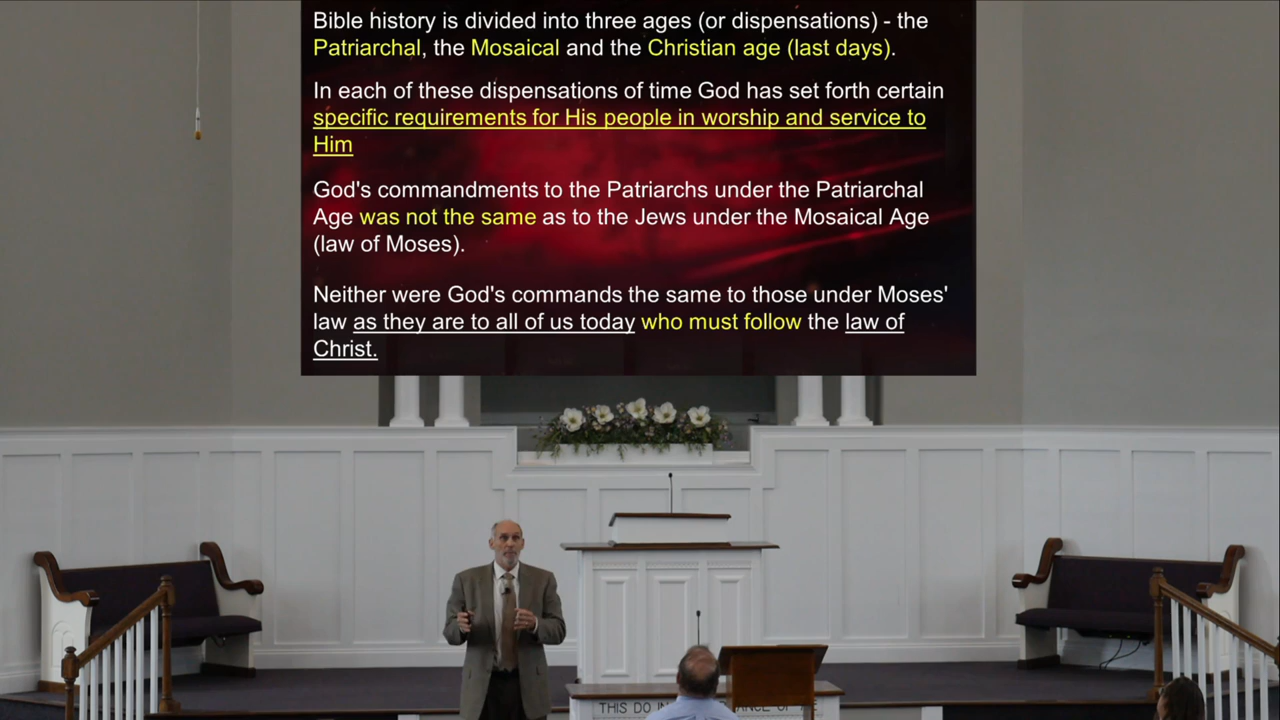 Bible history is divided into three ages (or dispensations) - the
Patriarchal, the Mosaical and the Christian age (last days).
In each of these dispensations of time God has set forth certain
specific requirements for His people in worship and service to
Him
God's commandments to the Patriarchs under the Patriarchal
Age was not the same as to the Jews under the Mosaical Age
(law of Moses).
Neither were God's commands the same to those under Moses'
law as they are to all of us today who must follow the law of
Christ.
THIS DO IN